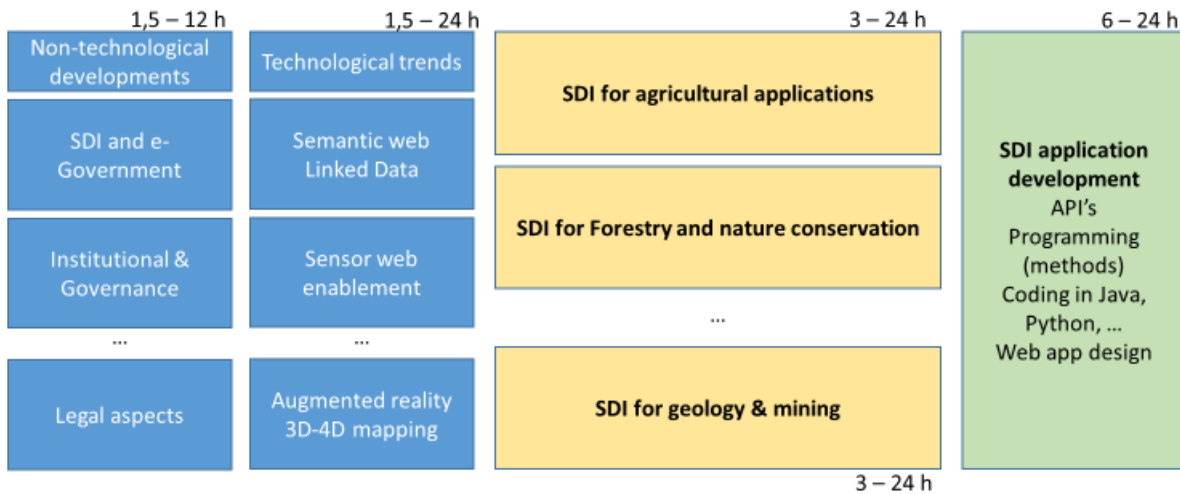 1,5 – 12 h
Non-technological
developments
SDI and e-
Government
Institutional &
Governance
...
Legal aspects
1,5 – 24 h
Technological trends
Semantic web
Linked Data
Sensor web
enablement
...
Augmented reality
3D-4D mapping
3 – 24 h
SDI for agricultural applications
SDI for Forestry and nature conservation
...
SDI for geology & mining
3 – 24 h
6 – 24 h
SDI application
development
API's
Programming
(methods)
Coding in Java,
Python, ...
Web app design